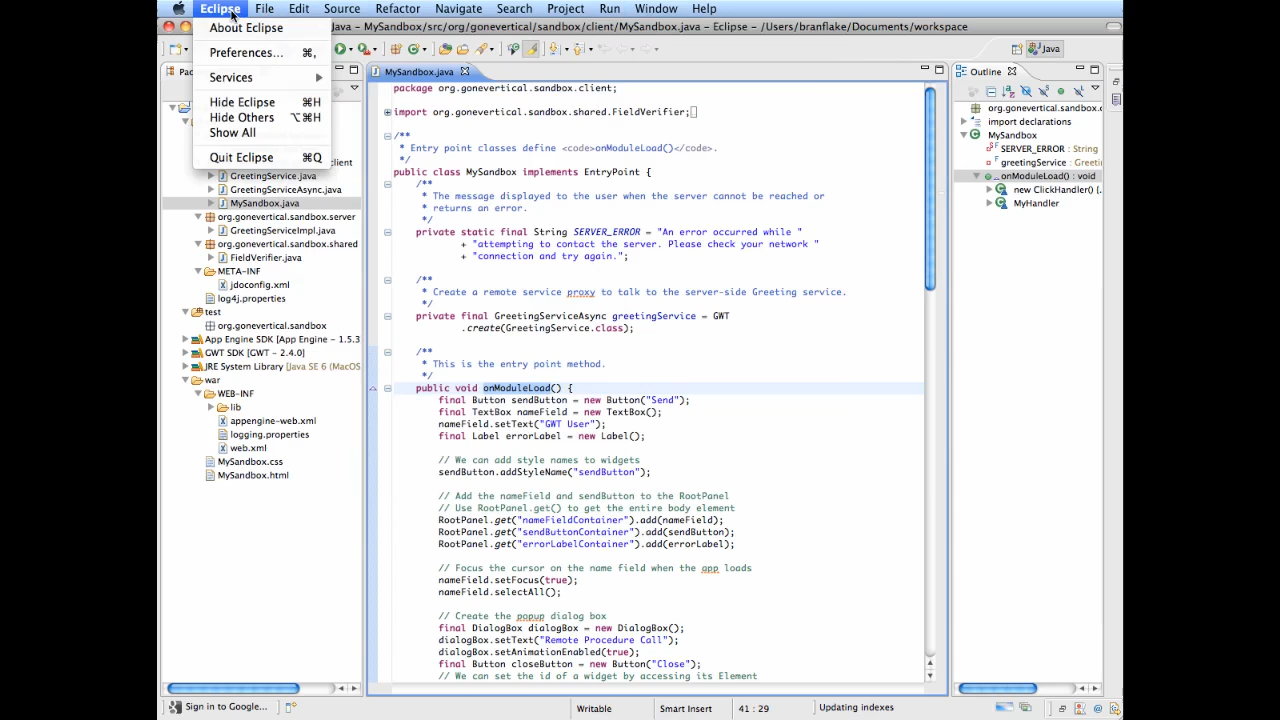 Eclipse File Edit Source Refactor Navigate Search Project Run Window Help
Java - MySandbox/src/org/gonevertical/sandbox/client/MySandbox.java - Eclipse - /Users/branflake/Documents/workspace
About Eclipse
Preferences... ⌘,
Services
Hide Eclipse ⌘H
Hide Others ⌥⌘H
Show All
Quit Eclipse ⌘Q
Java
GreetingService.java
GreetingServiceAsync.java
MySandbox.java
org.gonevertical.sandbox.server
GreetingServiceImpl.java
org.gonevertical.sandbox.shared
FieldVerifier.java
META-INF
jdoconfig.xml
log4j.properties
test
org.gonevertical.sandbox
App Engine SDK [App Engine - 1.5.3
GWT SDK [GWT - 2.4.0]
JRE System Library [Java SE 6 (MacOS
war
WEB-INF
lib
appengine-web.xml
logging.properties
web.xml
MySandbox.css
MySandbox.html
MySandbox.java
package org.gonevertical.sandbox.client;
import org.gonevertical.sandbox.shared.FieldVerifier;
/**
* Entry point classes define <code>onModuleLoad()</code>.
*/
public class MySandbox implements EntryPoint {
/**
* The message displayed to the user when the server cannot be reached or
* returns an error.
*/
private static final String SERVER_ERROR = "An error occurred while "
+ "attempting to contact the server. Please check your network "
+ "connection and try again.";
/**
* Create a remote service proxy to talk to the server-side Greeting service.
*/
private final GreetingServiceAsync greetingService = GWT
.create(GreetingService.class);
/**
* This is the entry point method.
*/
public void onModuleLoad() {
final Button sendButton = new Button("Send");
final TextBox nameField = new TextBox();
nameField.setText("GWT User");
final Label errorLabel = new Label();
// We can add style names to widgets
sendButton.addStyleName("sendButton");
// Add the nameField and sendButton to the RootPanel
// Use RootPanel.get() to get the entire body element
RootPanel.get("nameFieldContainer").add(nameField);
RootPanel.get("sendButtonContainer").add(sendButton);
RootPanel.get("errorLabelContainer").add(errorLabel);
// Focus the cursor on the name field when the app loads
nameField.setFocus(true);
nameField.selectAll();
// Create the popup dialog box
final DialogBox dialogBox = new DialogBox();
dialogBox.setText("Remote Procedure Call");
dialogBox.setAnimationEnabled(true);
final Button closeButton = new Button("Close");
// We can set the id of a widget by accessing its Element
Outline
org.gonevertical.sandbox
import declarations
MySandbox
SERVER_ERROR : String
greetingService : Greeti
onModuleLoad() : void
new ClickHandler() {.
MyHandler
Sign in to Google...
Writable Smart Insert 41 : 29 Updating indexes